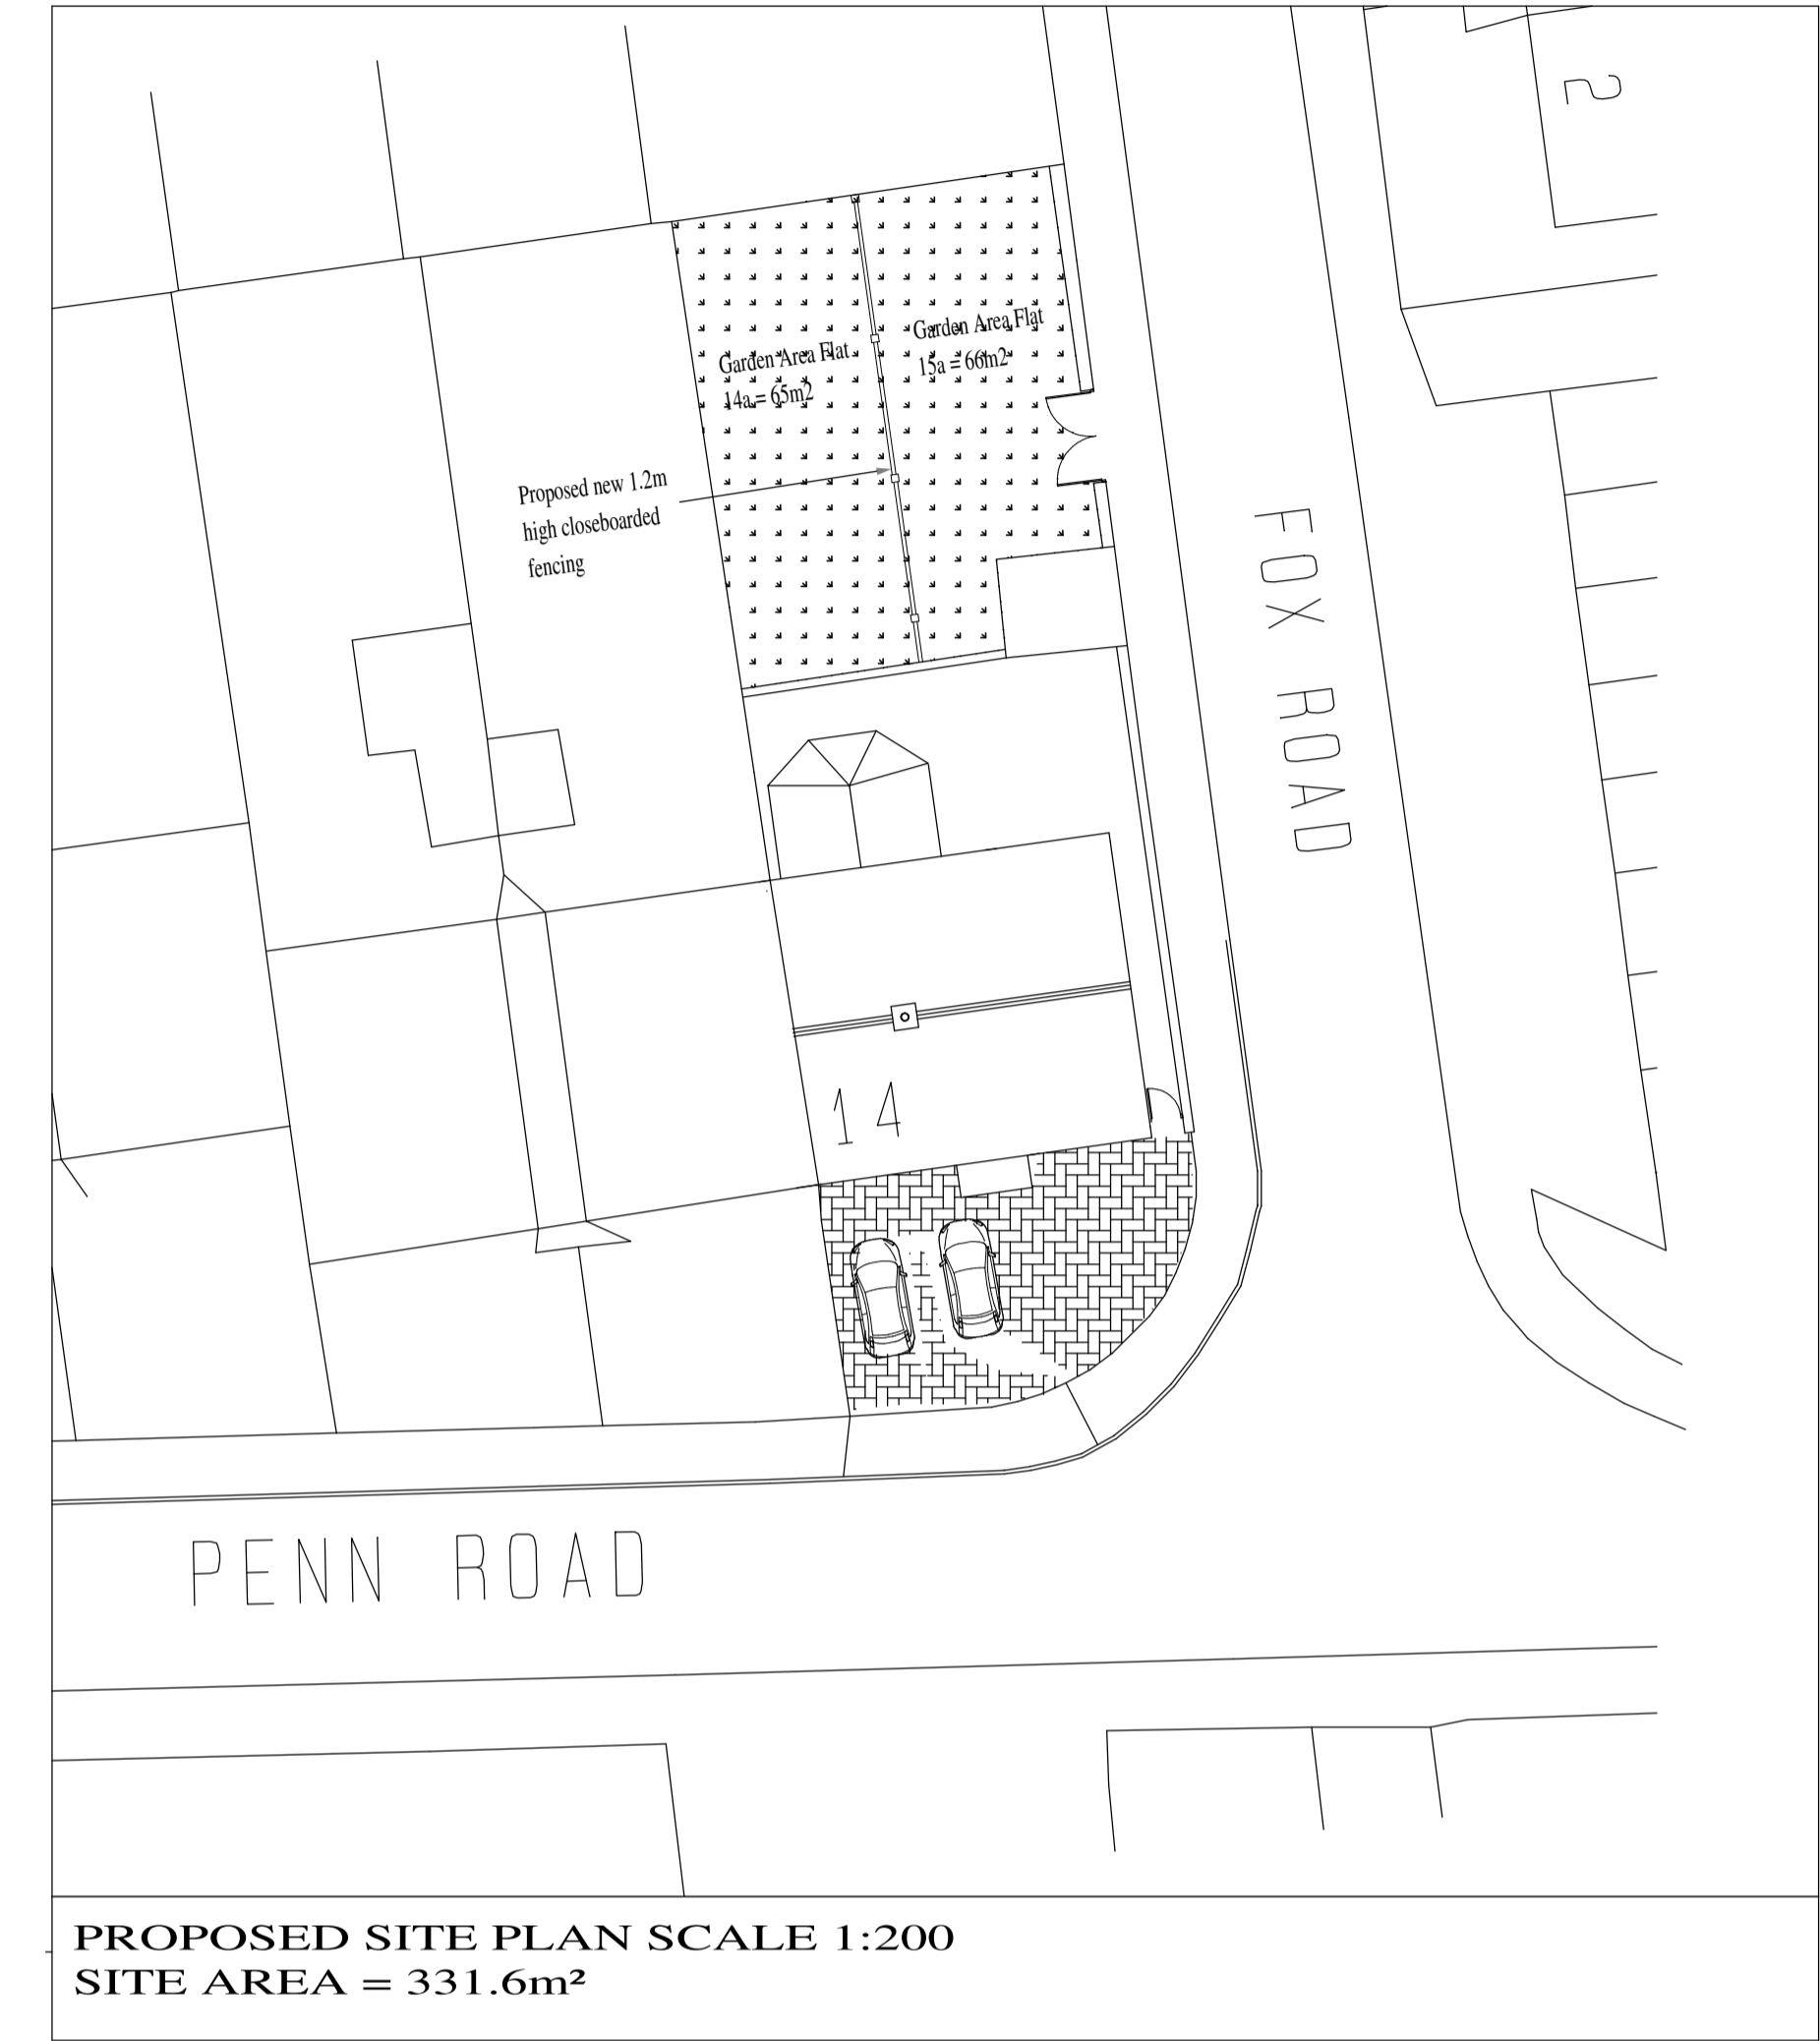 2
Garden Area Flat
15a = 66m2
Garden Area Flat
14a = 65m2
Proposed new 1.2m
high closeboarded
fencing
FOX ROAD
14
PENN ROAD
PROPOSED SITE PLAN SCALE 1:200
SITE AREA = 331.6m²